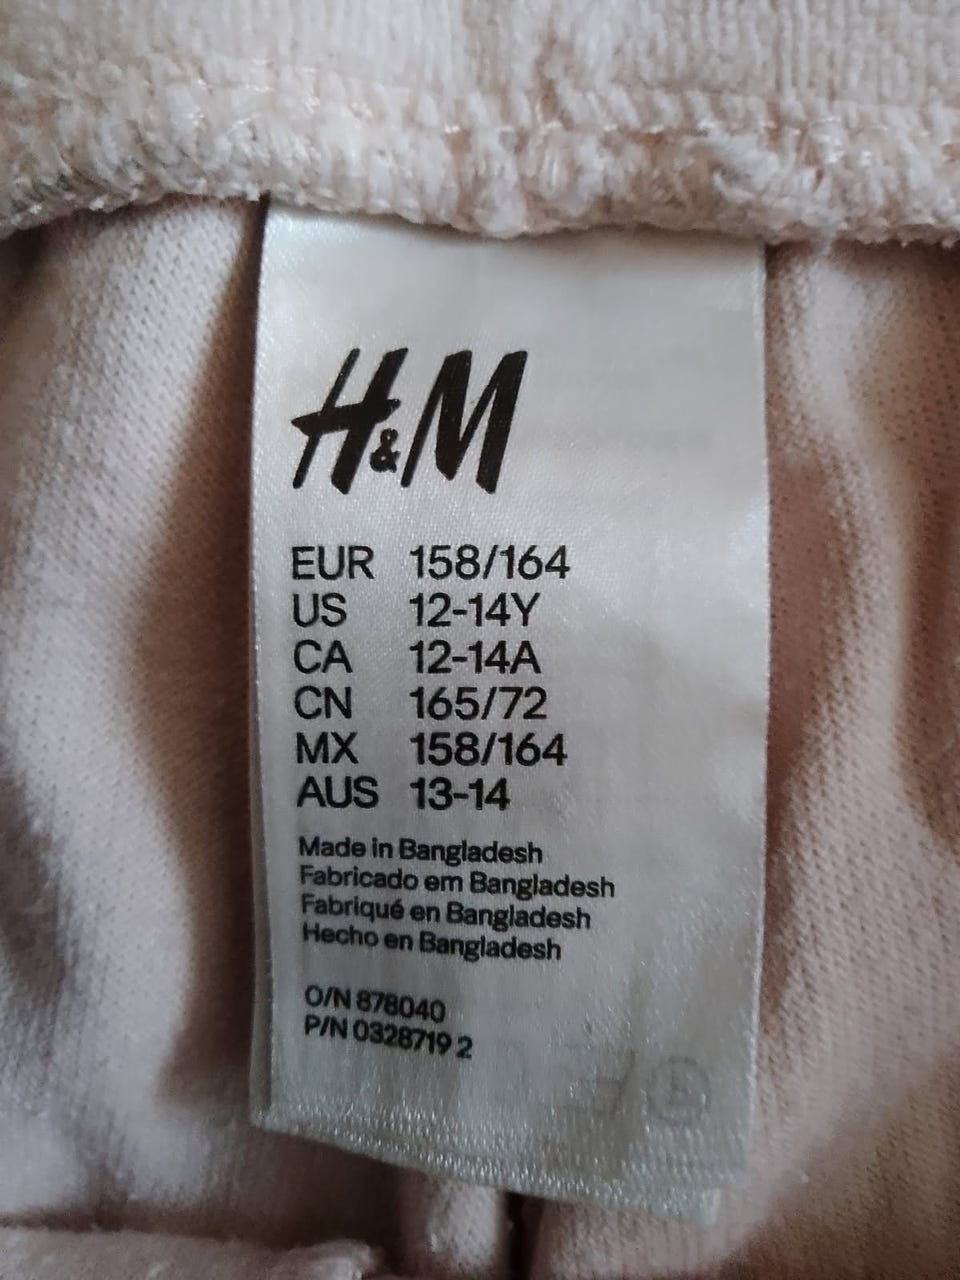 H&M
EUR 158/164
US 12-14Y
CA 12-14A
CN 165/72
MX 158/164
AUS 13-14
Made in Bangladesh
Fabricado em Bangladesh
Fabriqué en Bangladesh
Hecho en Bangladesh
O/N 878040
P/N 0328719 2